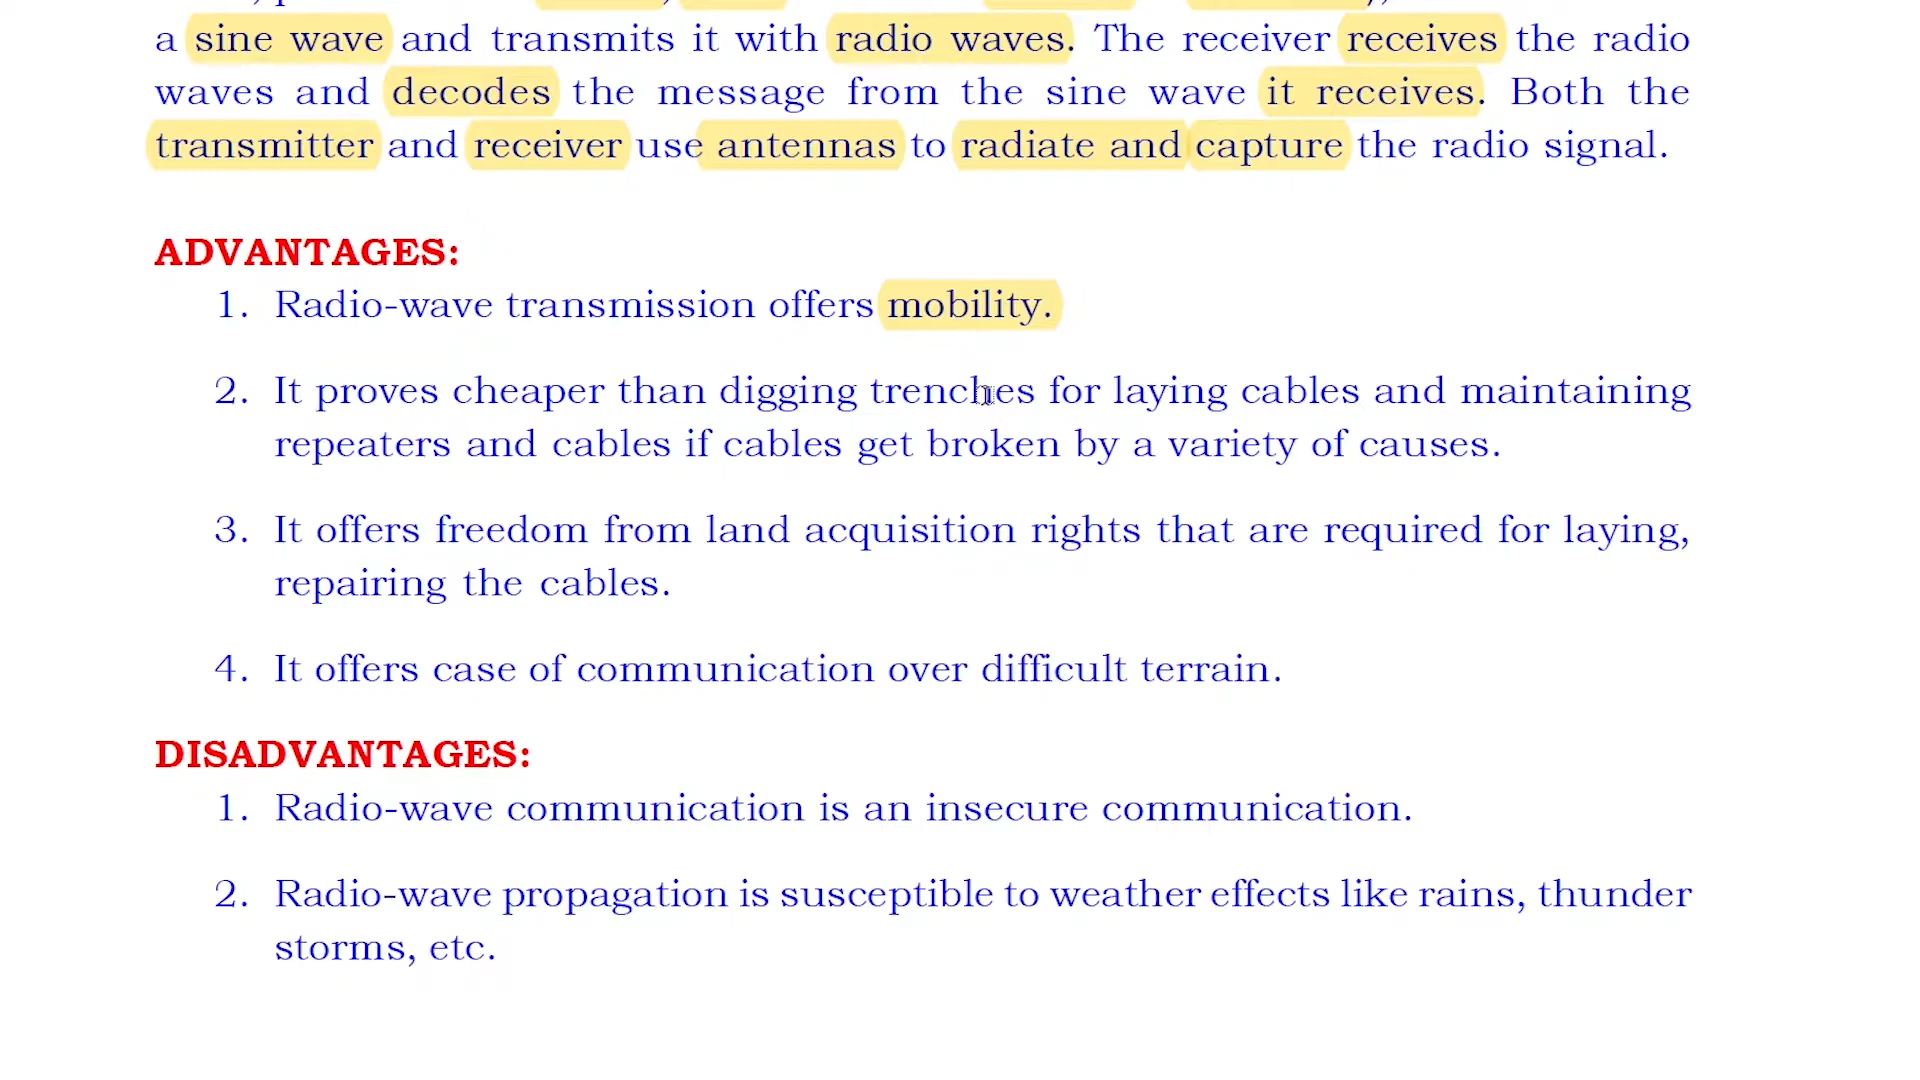 a sine wave and transmits it with radio waves. The receiver receives the radio
waves and decodes the message from the sine wave it receives. Both the
transmitter and receiver use antennas to radiate and capture the radio signal.
ADVANTAGES:
1. Radio-wave transmission offers mobility.
2. It proves cheaper than digging trenches for laying cables and maintaining
repeaters and cables if cables get broken by a variety of causes.
3. It offers freedom from land acquisition rights that are required for laying,
repairing the cables.
4. It offers case of communication over difficult terrain.
DISADVANTAGES:
1. Radio-wave communication is an insecure communication.
2. Radio-wave propagation is susceptible to weather effects like rains, thunder
storms, etc.